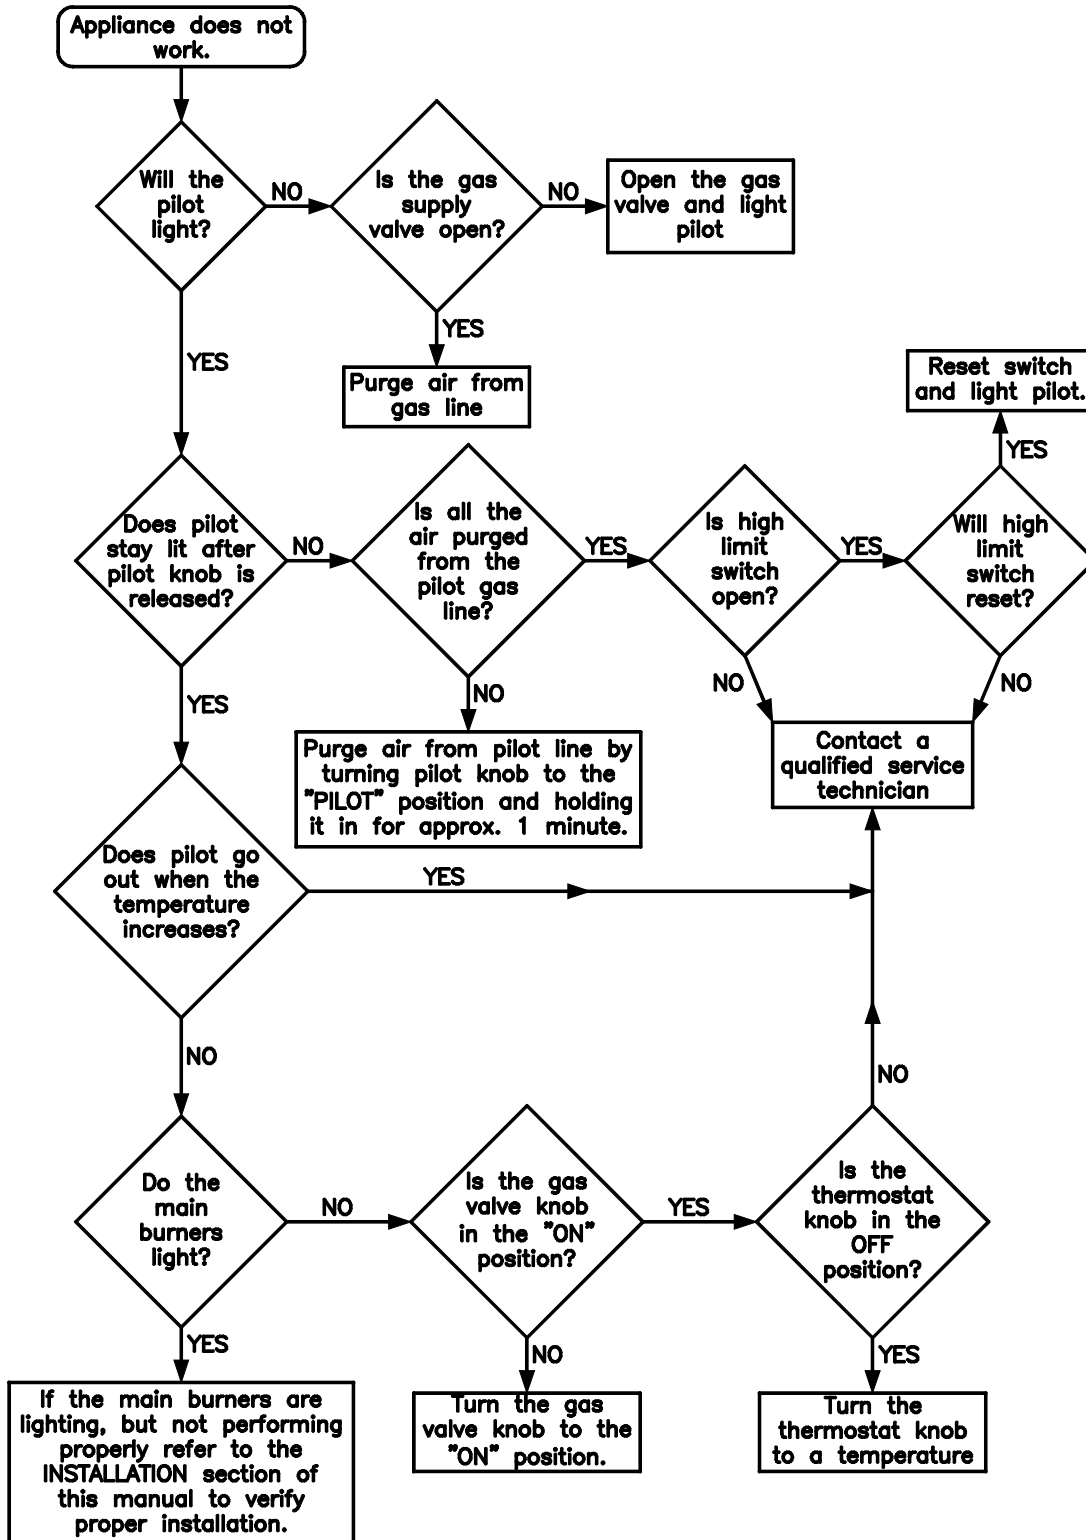 Appliance does not
work.
Will the
pilot
light?
NO
Is the gas
supply
valve open?
NO
Open the gas
valve and light
pilot
YES
Purge air from
gas line
YES
Does pilot
stay lit after
pilot knob is
released?
NO
Is all the
air purged
from the
pilot gas
line?
YES
Is high
limit
switch
open?
YES
Will high
limit
switch
reset?
YES
Reset switch
and light pilot.
NO
NO
Contact a
qualified service
technician
NO
Purge air from pilot line by
turning pilot knob to the
"PILOT" position and holding
it in for approx. 1 minute.
YES
Does pilot go
out when the
temperature
increases?
YES
NO
Do the
main
burners
light?
NO
Is the gas
valve knob
in the "ON"
position?
YES
Is the
thermostat
knob in the
OFF
position?
NO
YES
If the main burners are
lighting, but not performing
properly refer to the
INSTALLATION section of
this manual to verify
proper installation.
NO
Turn the gas
valve knob to the
"ON" position.
YES
Turn the
thermostat knob
to a temperature